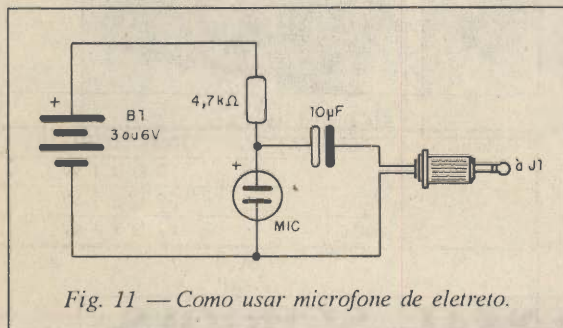 4,7kΩ
10µF
+
B1
3 ou 6V
+
MIC
à J1
Fig. 11 — Como usar microfone de eletreto.